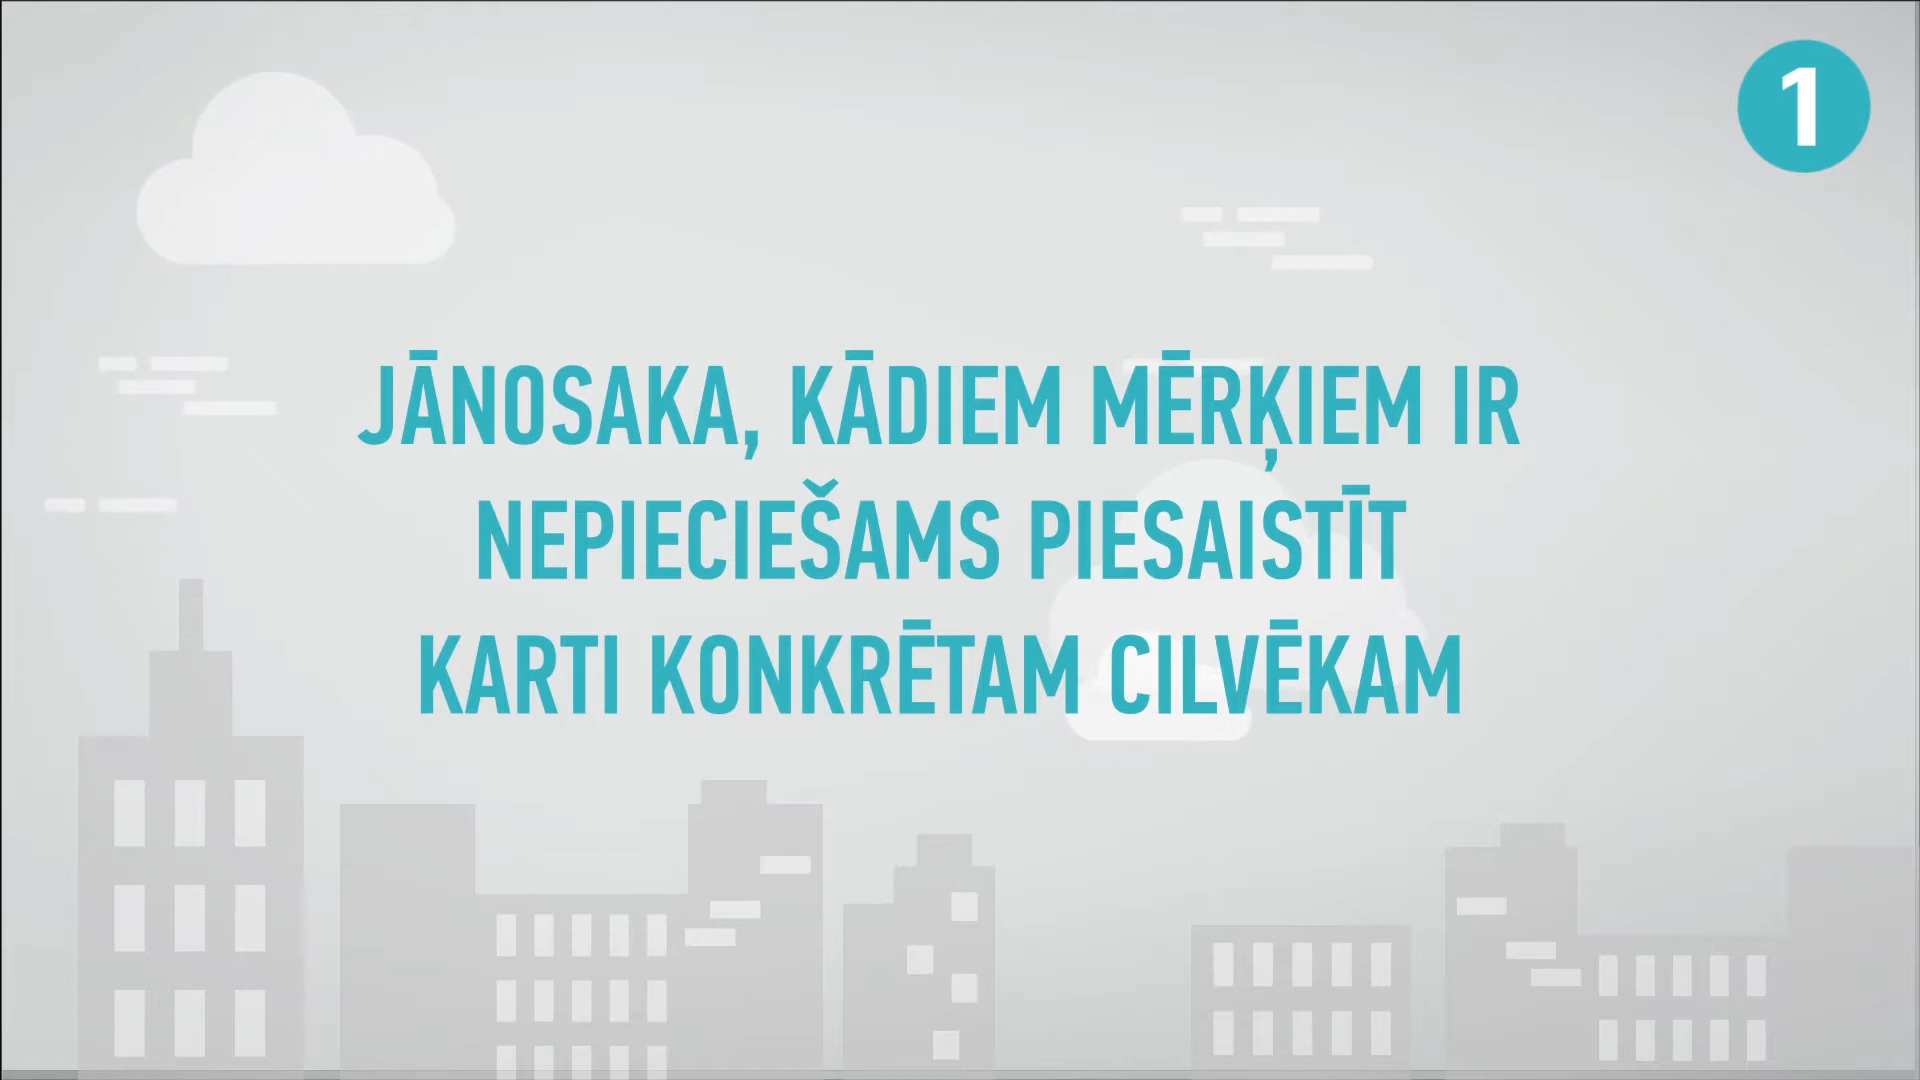 1
JĀNOSAKA, KĀDIEM MĒRĶIEM IR
NEPIECIEŠAMS PIESAISTĪT
KARTI KONKRĒTAM CILVĒKAM